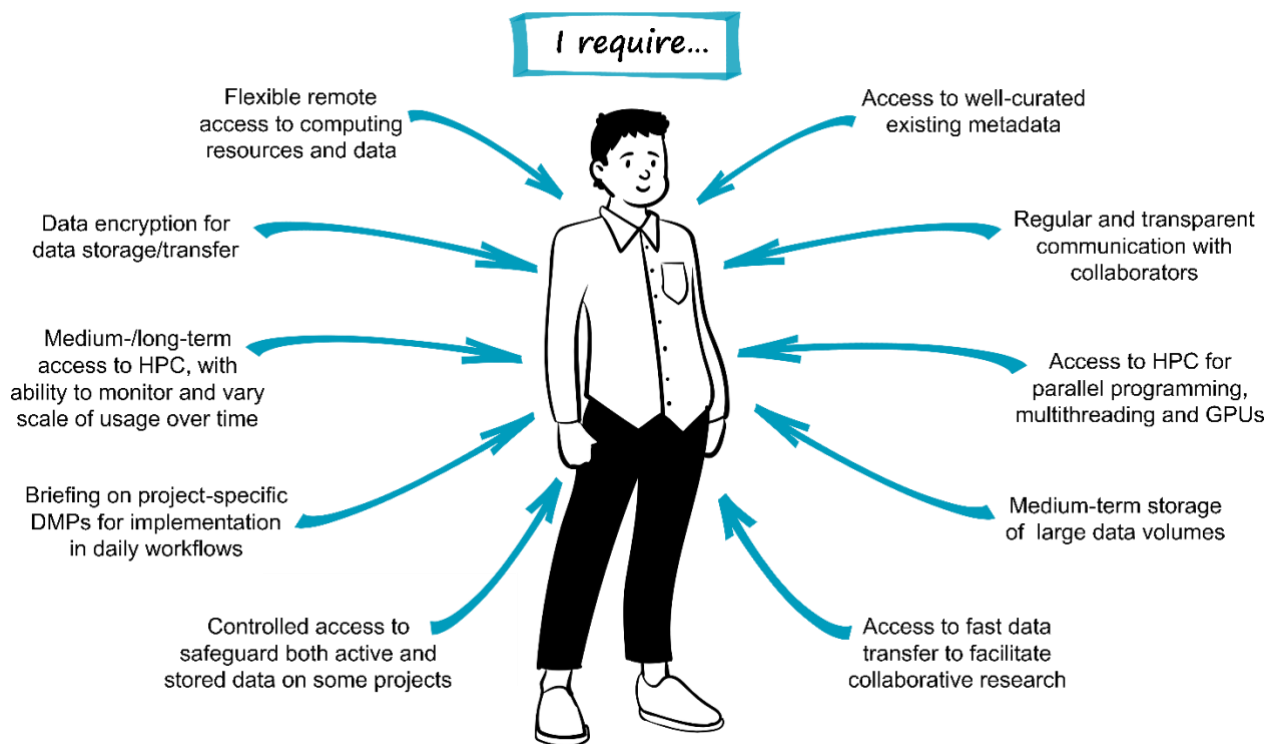 I require...
Flexible remote
access to computing
resources and data
Data encryption for
data storage/transfer
Medium-/long-term
access to HPC, with
ability to monitor and vary
scale of usage over time
Briefing on project-specific
DMPs for implementation
in daily workflows
Controlled access to
safeguard both active and
stored data on some projects
Access to well-curated
existing metadata
Regular and transparent
communication with
collaborators
Access to HPC for
parallel programming,
multithreading and GPUs
Medium-term storage
of large data volumes
Access to fast data
transfer to facilitate
collaborative research